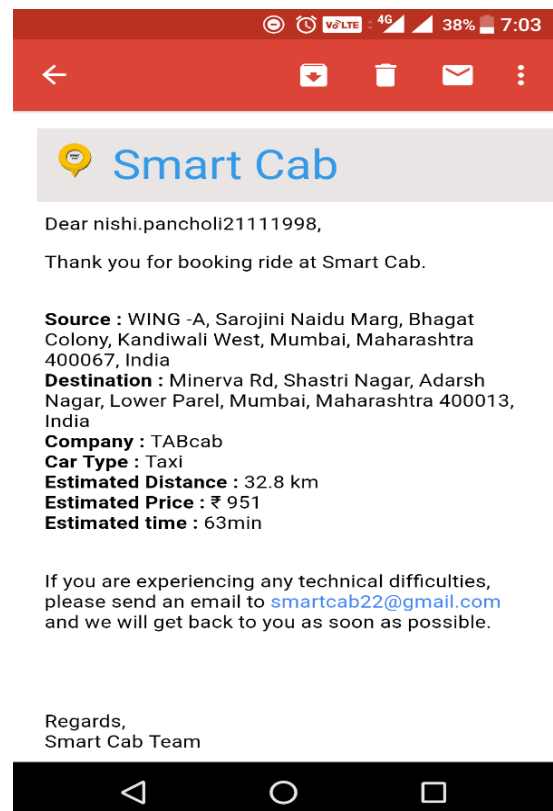 VoLTE 4G 38% 7:03
Smart Cab
Dear nishi.pancholi21111998,
Thank you for booking ride at Smart Cab.
Source : WING -A, Sarojini Naidu Marg, Bhagat
Colony, Kandiwali West, Mumbai, Maharashtra
400067, India
Destination : Minerva Rd, Shastri Nagar, Adarsh
Nagar, Lower Parel, Mumbai, Maharashtra 400013,
India
Company : TABcab
Car Type : Taxi
Estimated Distance : 32.8 km
Estimated Price : ₹ 951
Estimated time : 63min
If you are experiencing any technical difficulties,
please send an email to smartcab22@gmail.com
and we will get back to you as soon as possible.
Regards,
Smart Cab Team